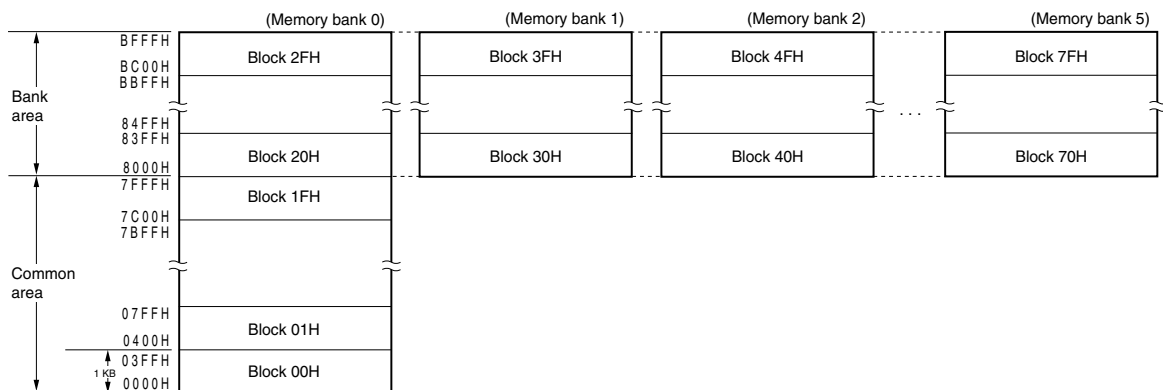 (Memory bank 0) (Memory bank 1) (Memory bank 2) (Memory bank 5)
BFFFH
Block 2FH Block 3FH Block 4FH Block 7FH
BC00H
BBFFH
Bank
area
. . .
84FFH
83FFH
Block 20H Block 30H Block 40H Block 70H
8000H
7FFFH
Block 1FH
7C00H
7BFFH
Common
area
07FFH
Block 01H
0400H
03FFH
1 KB
Block 00H
0000H